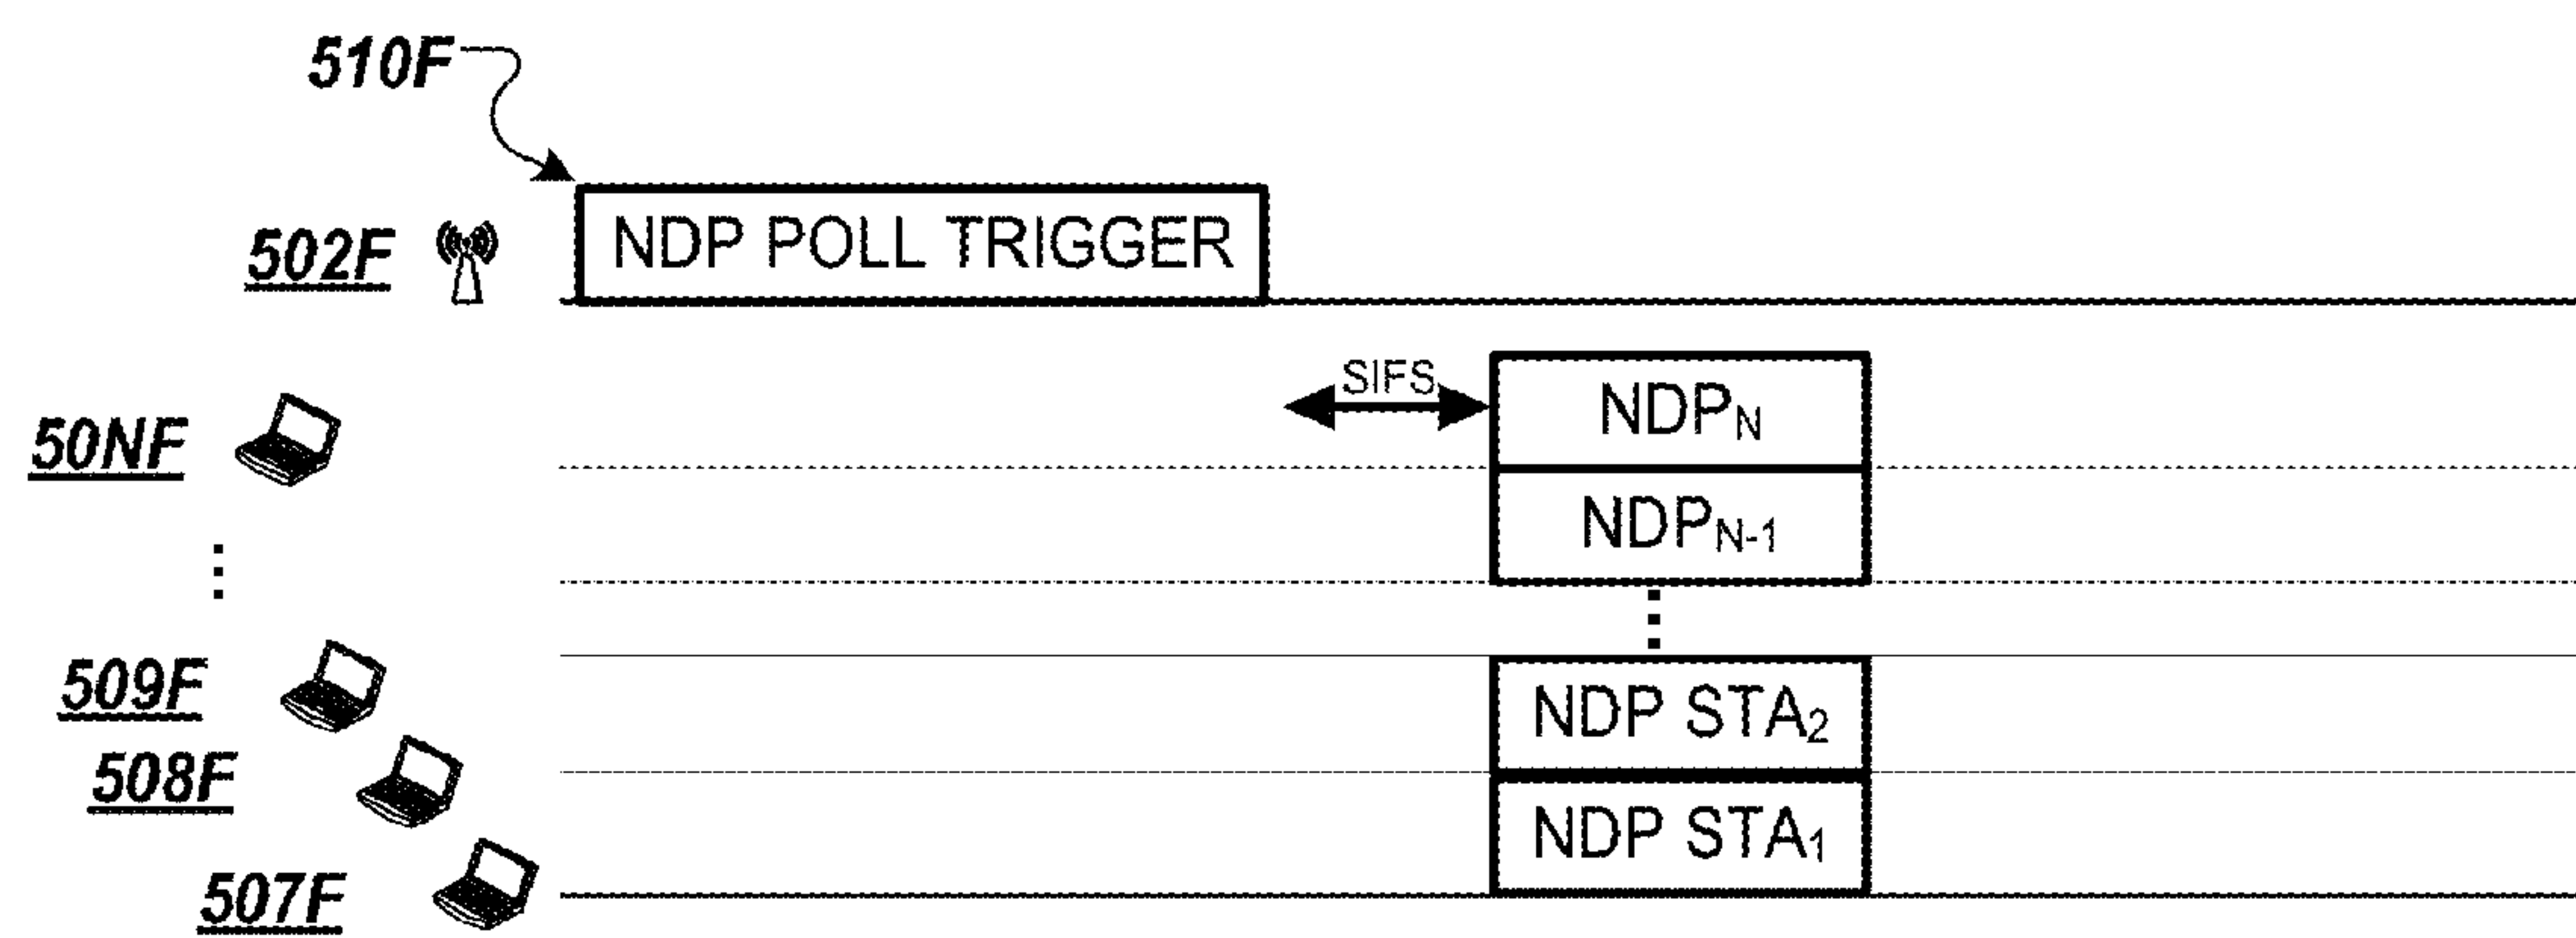 510F
502F
NDP POLL TRIGGER
SIFS
NDPN
50NF
NDPN-1
509F
NDP STA2
508F
NDP STA1
507F